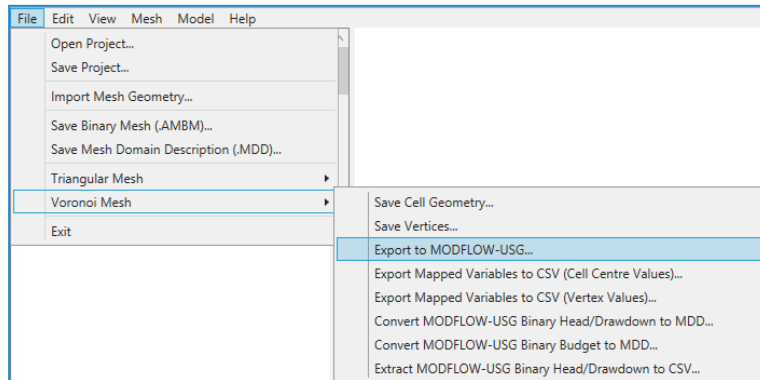 File Edit View Mesh Model Help
Open Project...
Save Project...
Import Mesh Geometry...
Save Binary Mesh (.AMBM)...
Save Mesh Domain Description (.MDD)...
Triangular Mesh
Voronoi Mesh
Exit
Save Cell Geometry...
Save Vertices...
Export to MODFLOW-USG...
Export Mapped Variables to CSV (Cell Centre Values)...
Export Mapped Variables to CSV (Vertex Values)...
Convert MODFLOW-USG Binary Head/Drawdown to MDD...
Convert MODFLOW-USG Binary Budget to MDD...
Extract MODFLOW-USG Binary Head/Drawdown to CSV...